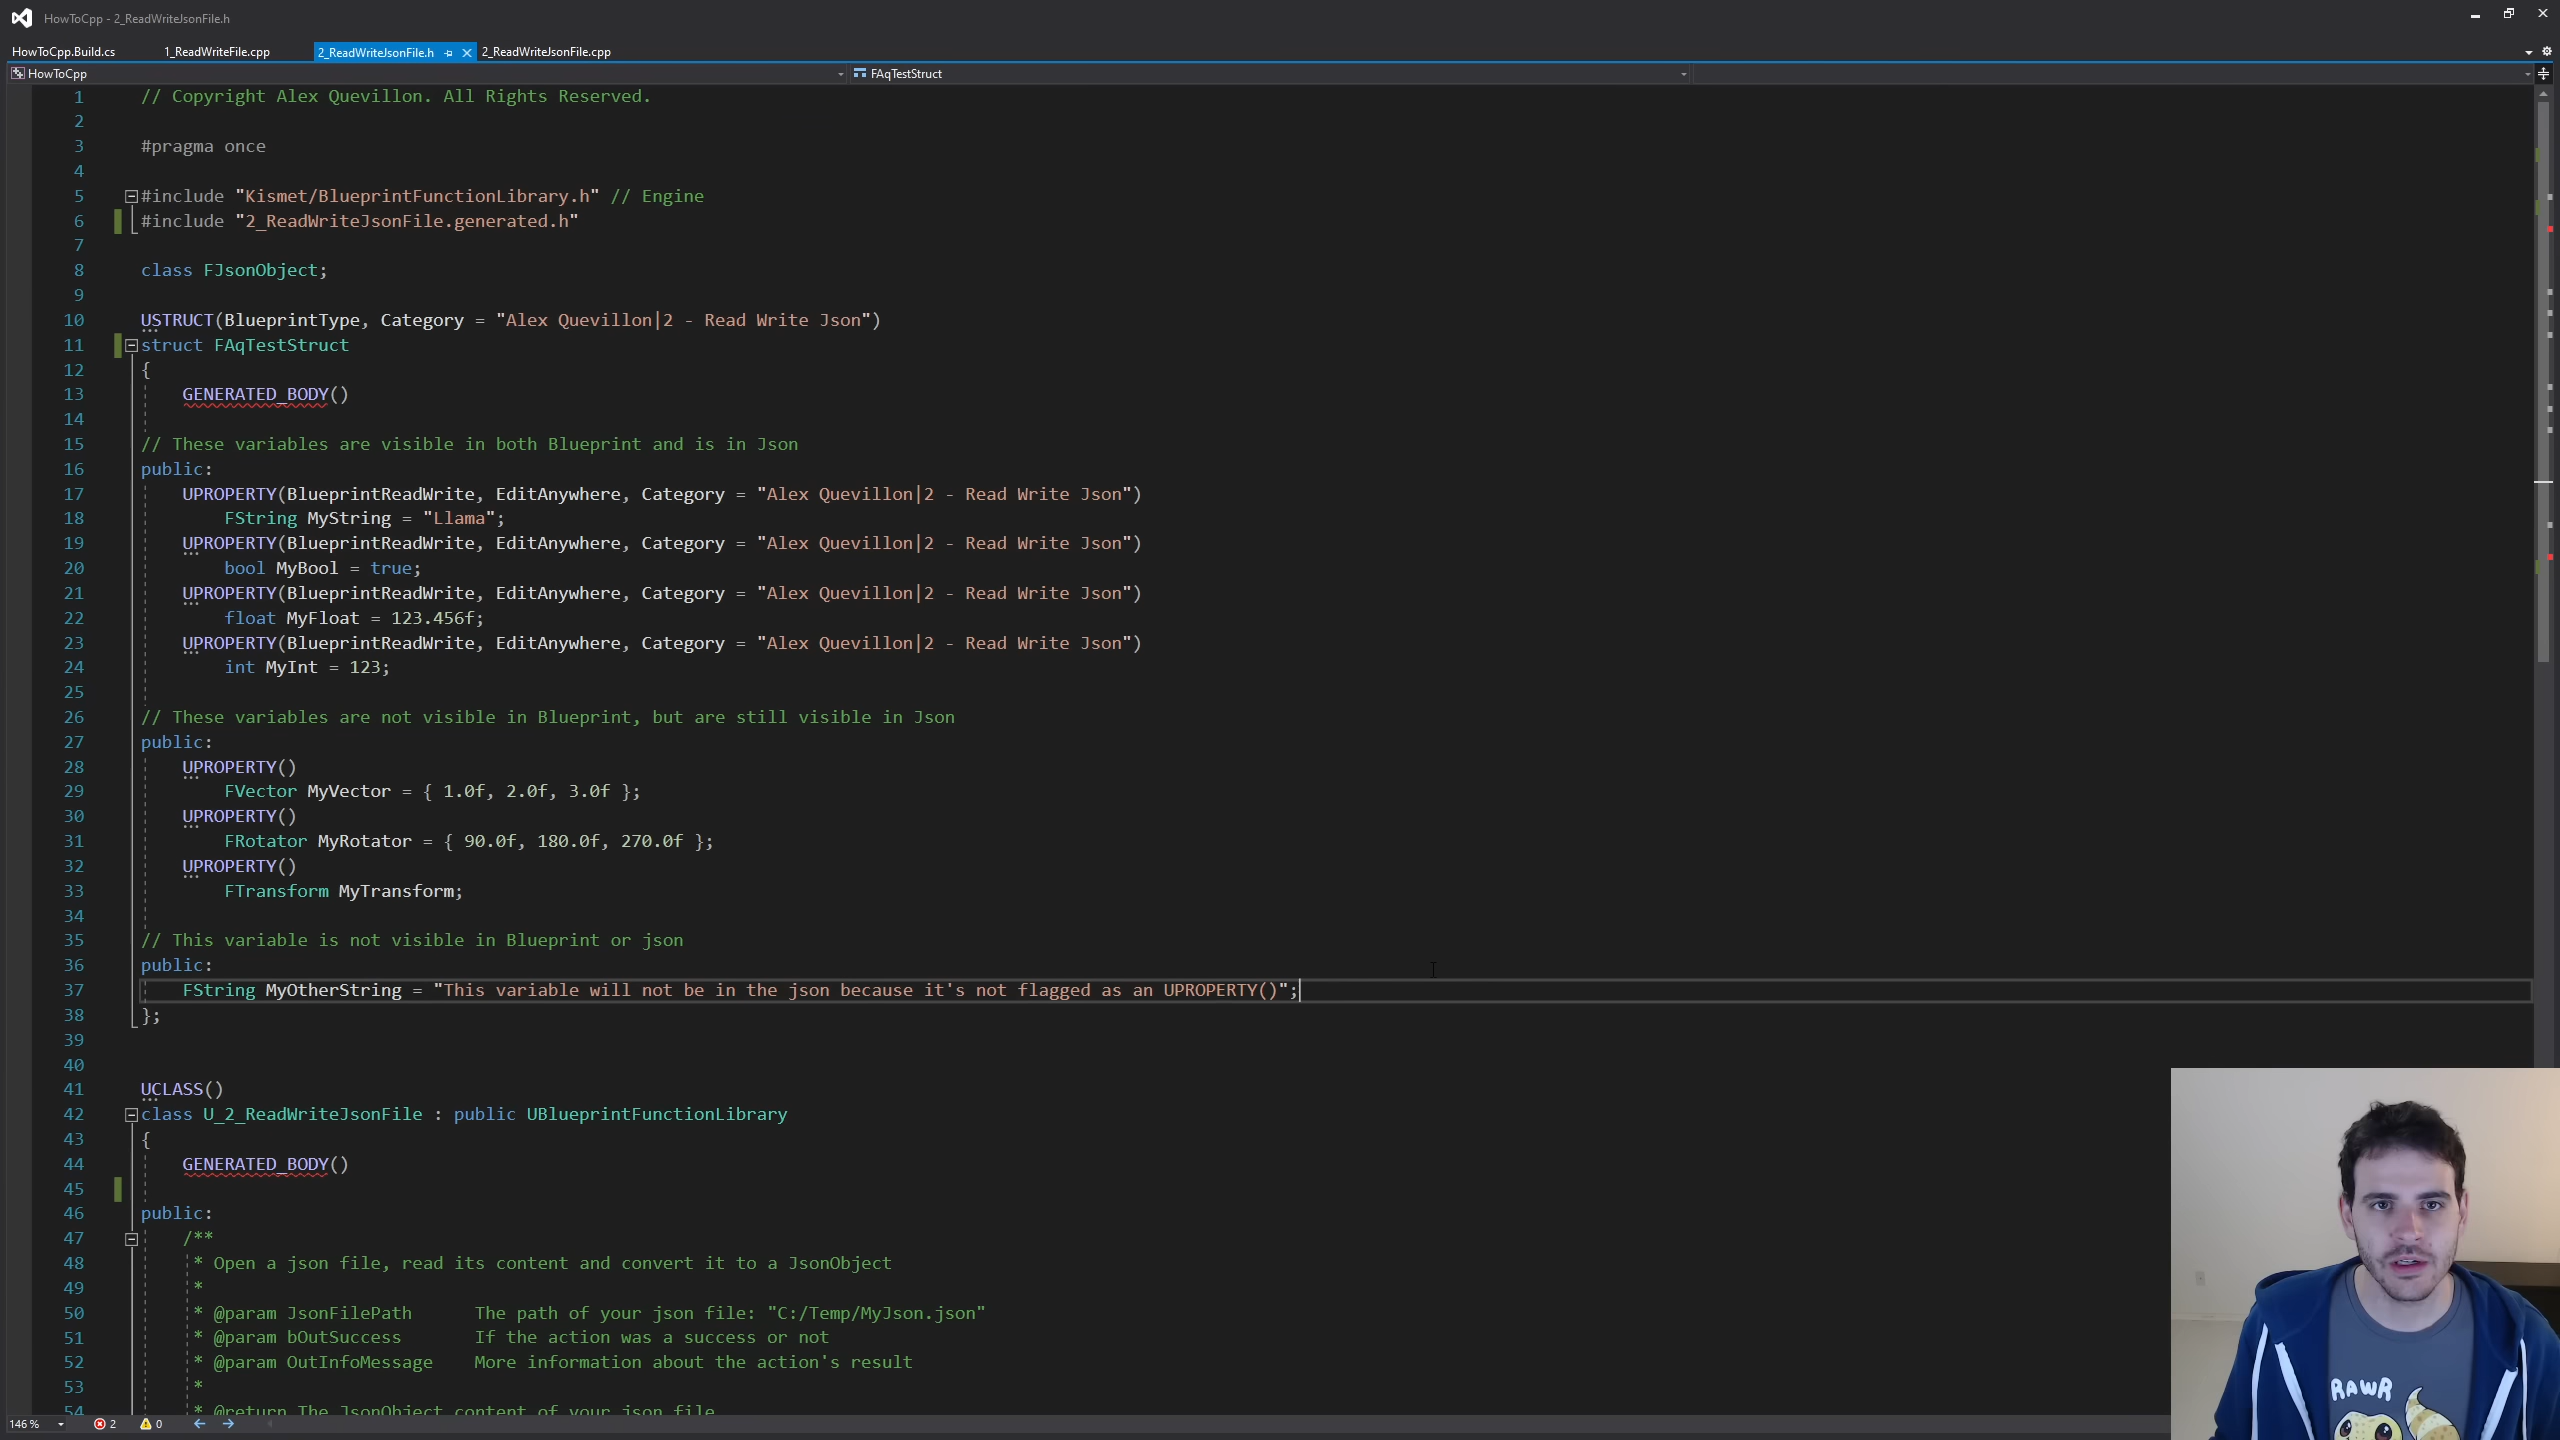 HowToCpp - 2_ReadWriteJsonFile.h
HowToCpp.Build.cs 1_ReadWriteFile.cpp 2_ReadWriteJsonFile.h 2_ReadWriteJsonFile.cpp
HowToCpp FAqTestStruct
1 // Copyright Alex Quevillon. All Rights Reserved.
2
3 #pragma once
4
5 #include "Kismet/BlueprintFunctionLibrary.h" // Engine
6 #include "2_ReadWriteJsonFile.generated.h"
7
8 class FJsonObject;
9
10 USTRUCT(BlueprintType, Category = "Alex Quevillon|2 - Read Write Json")
11 struct FAqTestStruct
12 {
13 GENERATED_BODY()
14
15 // These variables are visible in both Blueprint and is in Json
16 public:
17 UPROPERTY(BlueprintReadWrite, EditAnywhere, Category = "Alex Quevillon|2 - Read Write Json")
18 FString MyString = "Llama";
19 UPROPERTY(BlueprintReadWrite, EditAnywhere, Category = "Alex Quevillon|2 - Read Write Json")
20 bool MyBool = true;
21 UPROPERTY(BlueprintReadWrite, EditAnywhere, Category = "Alex Quevillon|2 - Read Write Json")
22 float MyFloat = 123.456f;
23 UPROPERTY(BlueprintReadWrite, EditAnywhere, Category = "Alex Quevillon|2 - Read Write Json")
24 int MyInt = 123;
25
26 // These variables are not visible in Blueprint, but are still visible in Json
27 public:
28 UPROPERTY()
29 FVector MyVector = { 1.0f, 2.0f, 3.0f };
30 UPROPERTY()
31 FRotator MyRotator = { 90.0f, 180.0f, 270.0f };
32 UPROPERTY()
33 FTransform MyTransform;
34
35 // This variable is not visible in Blueprint or json
36 public:
37 FString MyOtherString = "This variable will not be in the json because it's not flagged as an UPROPERTY()";
38 };
39
40
41 UCLASS()
42 class U_2_ReadWriteJsonFile : public UBlueprintFunctionLibrary
43 {
44 GENERATED_BODY()
45
46 public:
47 /**
48 * Open a json file, read its content and convert it to a JsonObject
49 *
50 * @param JsonFilePath The path of your json file: "C:/Temp/MyJson.json"
51 * @param bOutSuccess If the action was a success or not
52 * @param OutInfoMessage More information about the action's result
53 *
54 * @return The JsonObject content of your json file
146 % 2 0
RAWR